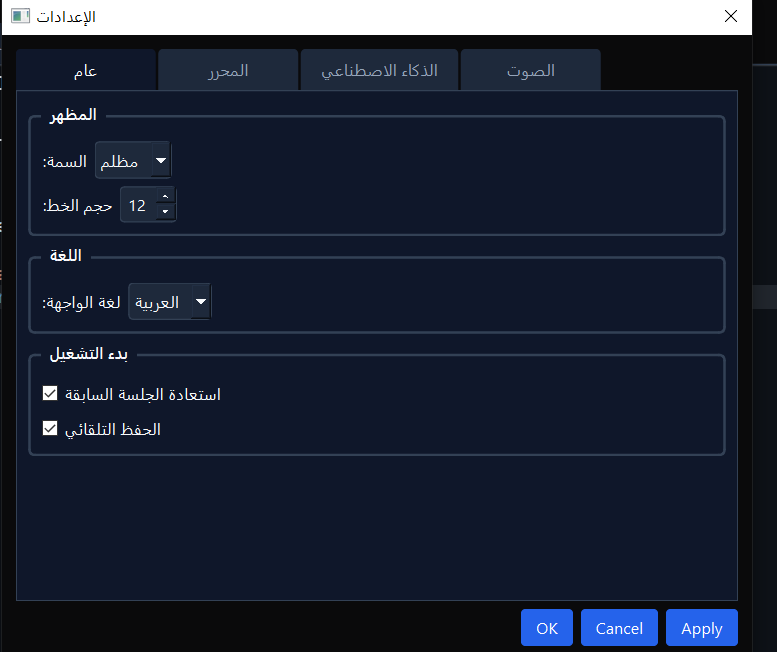 الإعدادات
عام
المحرر
الذكاء الاصطناعي
الصوت
المظهر
السمة:
مظلم
حجم الخط:
12
اللغة
لغة الواجهة:
العربية
بدء التشغيل
استعادة الجلسة السابقة
الحفظ التلقائي
OK
Cancel
Apply